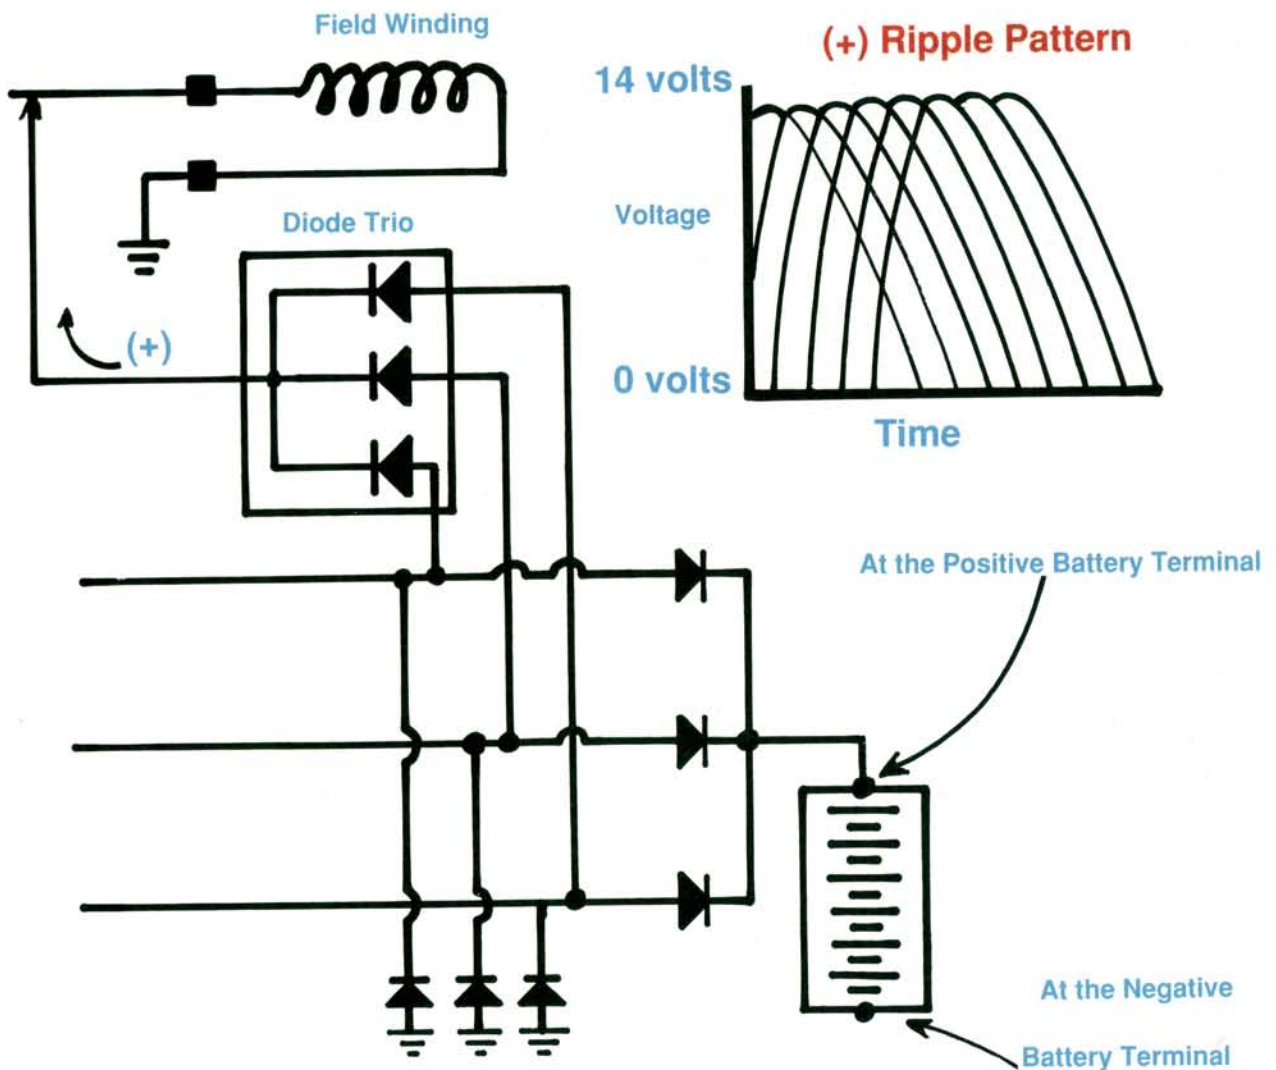 Field Winding
(+) Ripple Pattern
14 volts
Voltage
0 volts
Time
Diode Trio
(+)
At the Positive Battery Terminal
At the Negative
Battery Terminal